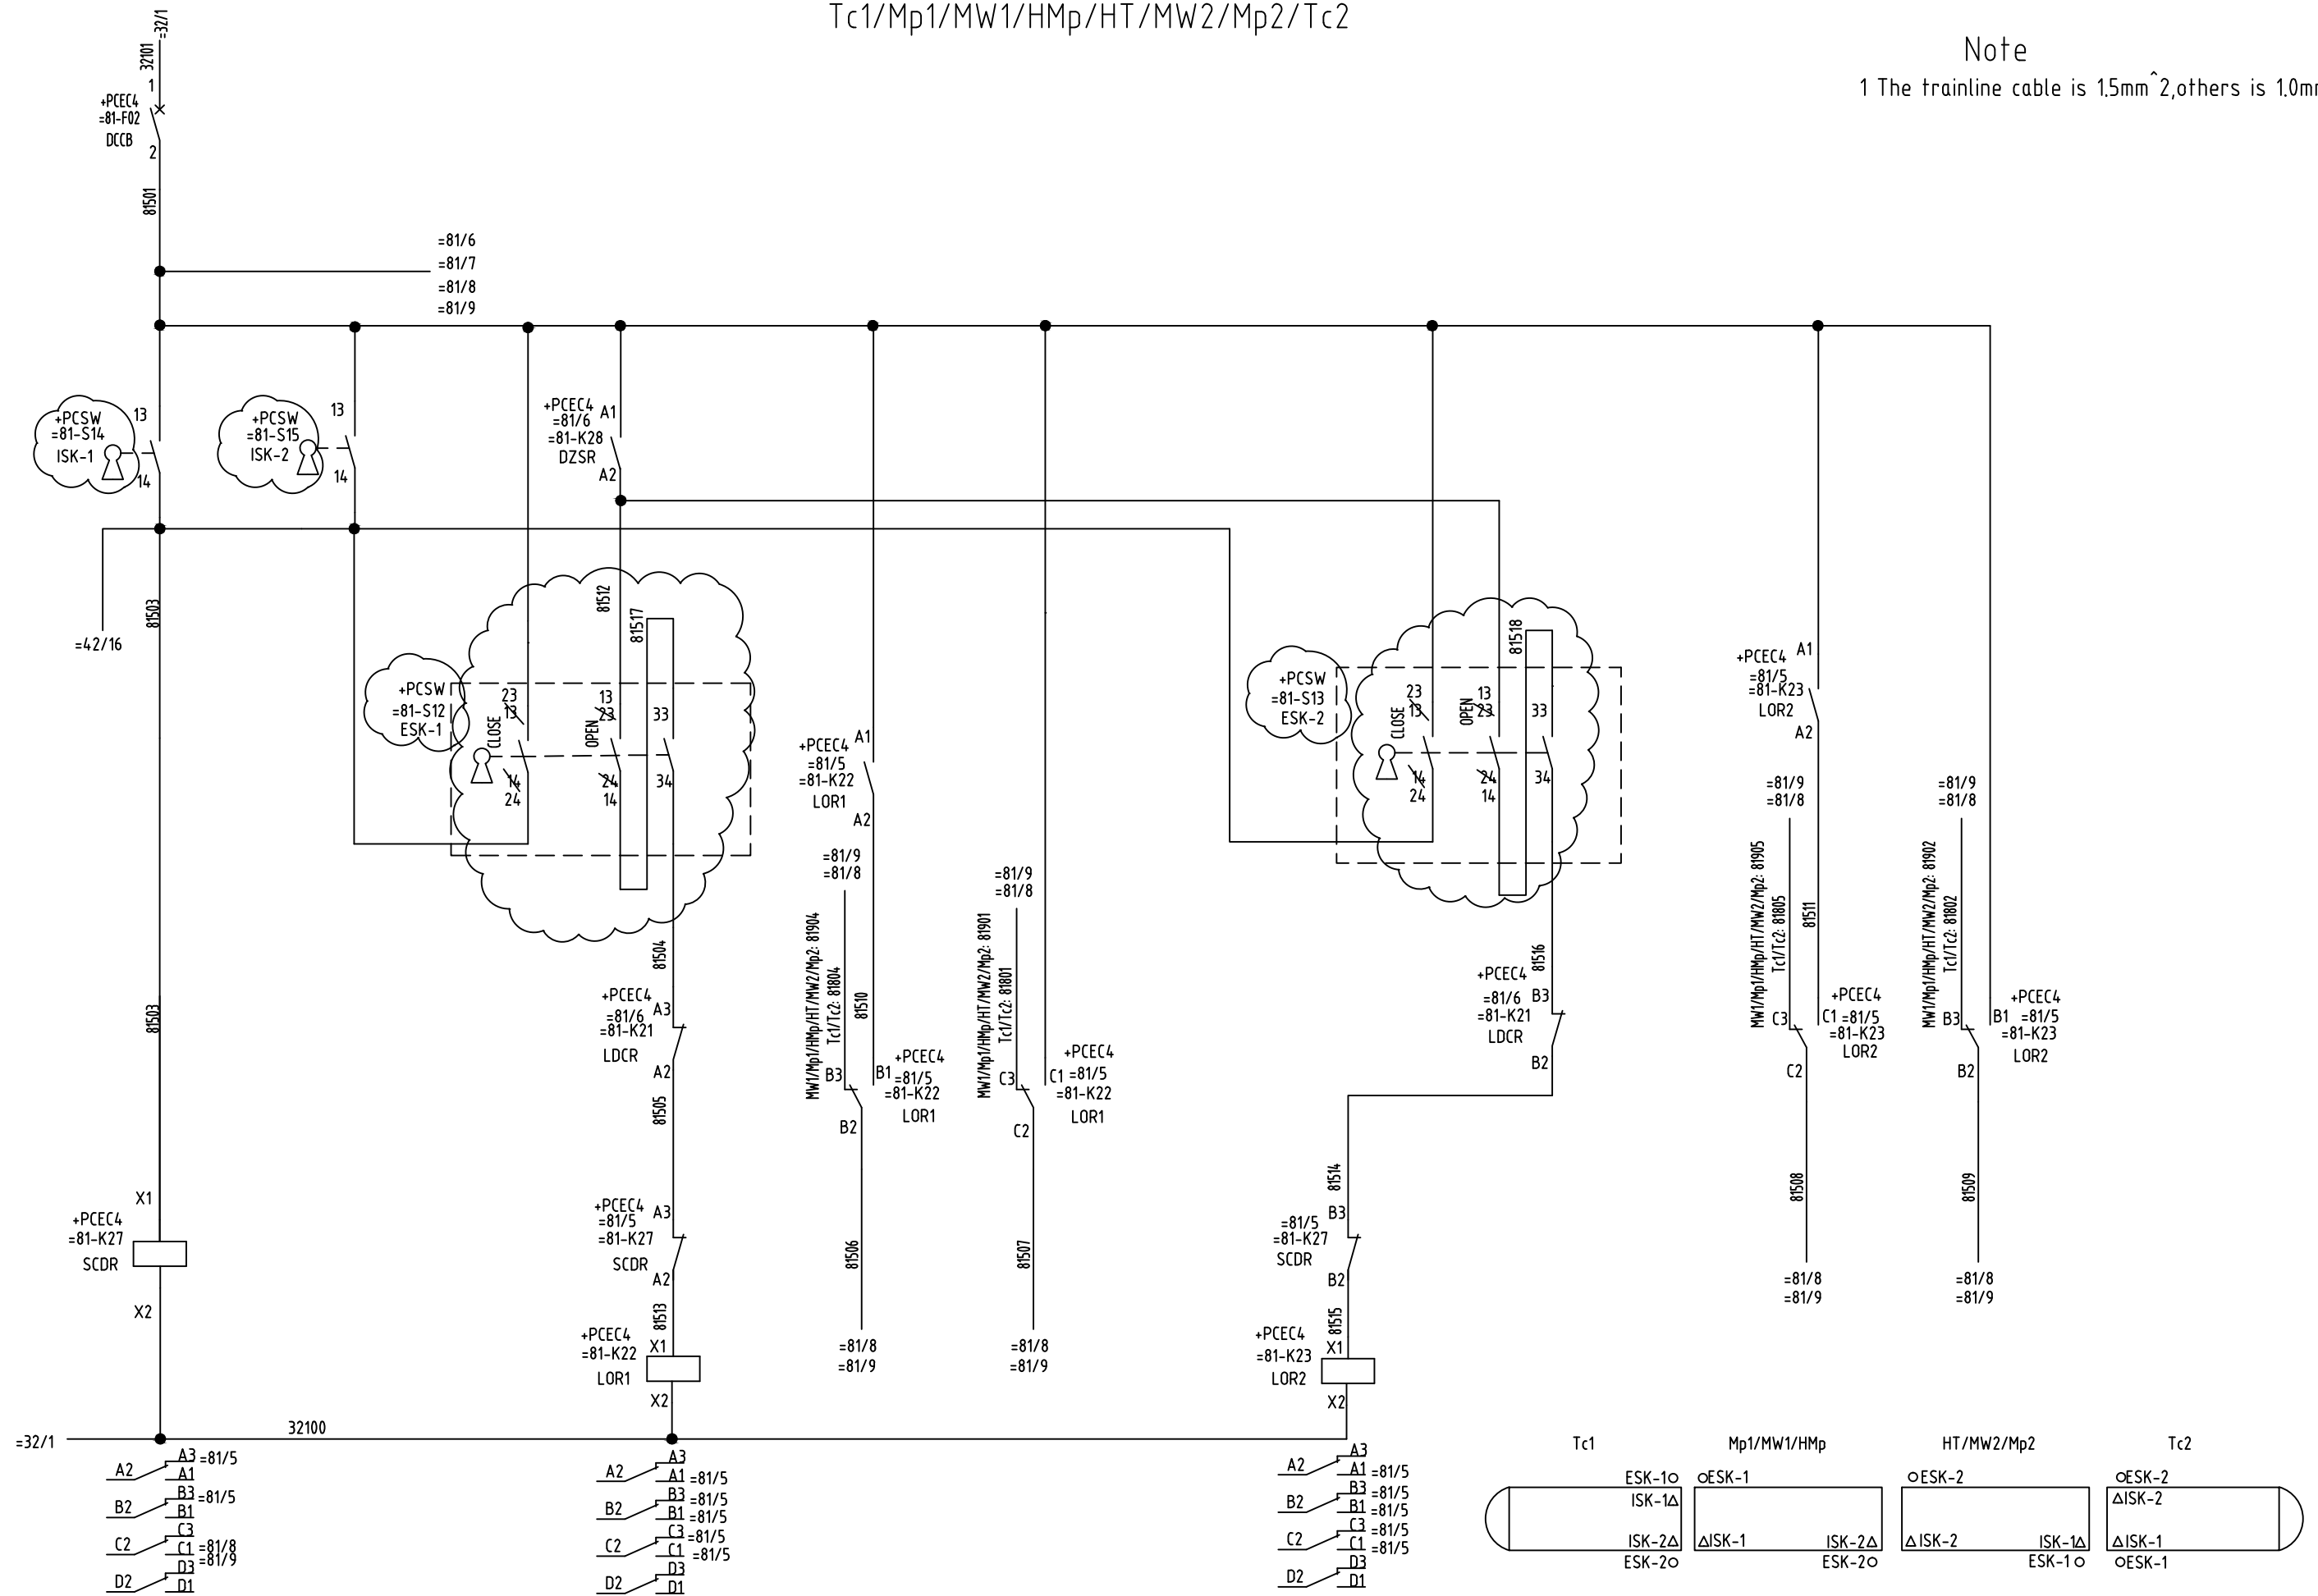 Tc1/Mp1/MW1/HMp/HT/MW2/Mp2/Tc2
Note
1 The trainline cable is 1.5mm^2,others is
=32/1
32101
1
+PCEC4
=81-F02
DCCB
2
81501
=81/6
=81/7
=81/8
=81/9
+PCSW
=81-S14
ISK-1
13
14
+PCSW
=81-S15
ISK-2
13
14
+PCEC4
=81/6
=81-K28
DZSR
A1
A2
=42/16
81503
81503
+PCSW
=81-S12
ESK-1
CLOSE
23
13
14
24
81512
OPEN
13
23
24
14
81517
33
34
81504
+PCEC4
=81/6
=81-K21
LDCR
A3
A2
81505
+PCEC4
=81/5
=81-K27
SCDR
A3
A2
81513
+PCEC4
=81-K22
LOR1
X1
X2
X1
+PCEC4
=81-K27
SCDR
X2
+PCEC4
=81/5
=81-K22
LOR1
A1
A2
=81/9
=81/8
MW1/Mp1/HMp/HT/MW2/Mp2: 81904
Tc1/Tc2: 81804
81510
B3
B1
+PCEC4
=81/5
=81-K22
LOR1
B2
81506
=81/8
=81/9
=81/9
=81/8
MW1/Mp1/HMp/HT/MW2/Mp2: 81901
Tc1/Tc2: 81801
C3
C1
+PCEC4
=81/5
=81-K22
LOR1
C2
81507
=81/8
=81/9
+PCSW
=81-S13
ESK-2
CLOSE
23
13
14
24
OPEN
13
23
24
14
81518
33
34
81516
+PCEC4
=81/6
=81-K21
LDCR
B3
B2
81514
=81/5
=81-K27
SCDR
B3
B2
81515
+PCEC4
=81-K23
LOR2
X1
X2
+PCEC4
=81/5
=81-K23
LOR2
A1
A2
=81/9
=81/8
MW1/Mp1/HMp/HT/MW2/Mp2: 81905
Tc1/Tc2: 81805
81511
C3
C1
+PCEC4
=81/5
=81-K23
LOR2
C2
81508
=81/8
=81/9
=81/9
=81/8
MW1/Mp1/HMp/HT/MW2/Mp2: 81902
Tc1/Tc2: 81802
B3
B1
+PCEC4
=81/5
=81-K23
LOR2
B2
81509
=81/8
=81/9
=32/1
32100
A2
A3 =81/5
A1
B2
B3 =81/5
B1
C2
C3
C1 =81/8
=81/9
D2
D3
D1
A2
A3
A1 =81/5
B2
B3 =81/5
B1 =81/5
C2
C3 =81/5
C1 =81/5
D2
D3
D1
A2
A3
A1 =81/5
B2
B3 =81/5
B1 =81/5
C2
C3 =81/5
C1 =81/5
D2
D3
D1
Tc1
Mp1/MW1/HMp
HT/MW2/Mp2
Tc2
ESK-1
ISK-1
ISK-2
ESK-2
ESK-1
ISK-1
ISK-2
ESK-2
ESK-2
ISK-2
ISK-1
ESK-1
ESK-2
ISK-2
ISK-1
ESK-1